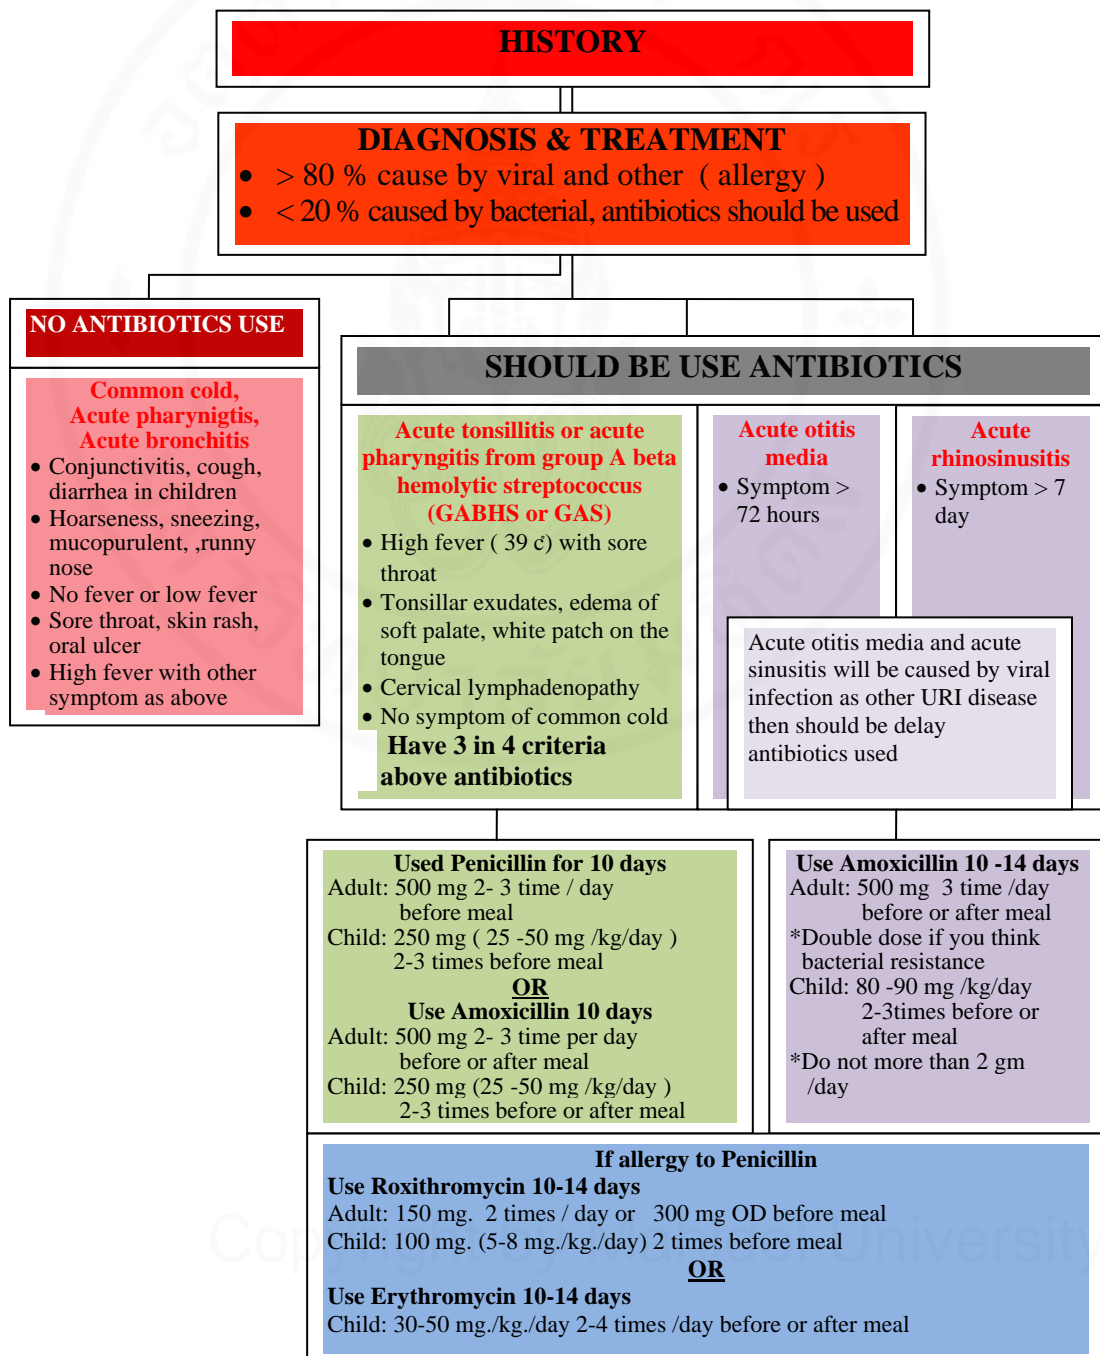 HISTORY
DIAGNOSIS & TREATMENT
• > 80 % cause by viral and other ( allergy )
• < 20 % caused by bacterial, antibiotics should be used
NO ANTIBIOTICS USE
Common cold,
Acute pharynigtis,
Acute bronchitis
• Conjunctivitis, cough,
diarrhea in children
• Hoarseness, sneezing,
mucopurulent, ,runny
nose
• No fever or low fever
• Sore throat, skin rash,
oral ulcer
• High fever with other
symptom as above
SHOULD BE USE ANTIBIOTICS
Acute tonsillitis or acute
pharyngitis from group A beta
hemolytic streptococcus
(GABHS or GAS)
• High fever ( 39 c̊) with sore
throat
• Tonsillar exudates, edema of
soft palate, white patch on the
tongue
• Cervical lymphadenopathy
• No symptom of common cold
Have 3 in 4 criteria
above antibiotics
Acute otitis
media
• Symptom >
72 hours
Acute
rhinosinusitis
• Symptom > 7
day
Acute otitis media and acute
sinusitis will be caused by viral
infection as other URI disease
then should be delay
antibiotics used
Used Penicillin for 10 days
Adult: 500 mg 2- 3 time / day
before meal
Child: 250 mg ( 25 -50 mg /kg/day )
2-3 times before meal
OR
Use Amoxicillin 10 days
Adult: 500 mg 2- 3 time per day
before or after meal
Child: 250 mg (25 -50 mg /kg/day )
2-3 times before or after meal
Use Amoxicillin 10 -14 days
Adult: 500 mg 3 time /day
before or after meal
*Double dose if you think
bacterial resistance
Child: 80 -90 mg /kg/day
2-3times before or
after meal
*Do not more than 2 gm
/day
If allergy to Penicillin
Use Roxithromycin 10-14 days
Adult: 150 mg. 2 times / day or 300 mg OD before meal
Child: 100 mg. (5-8 mg./kg./day) 2 times before meal
OR
Use Erythromycin 10-14 days
Child: 30-50 mg./kg./day 2-4 times /day before or after meal
Copyright by Mahidol University